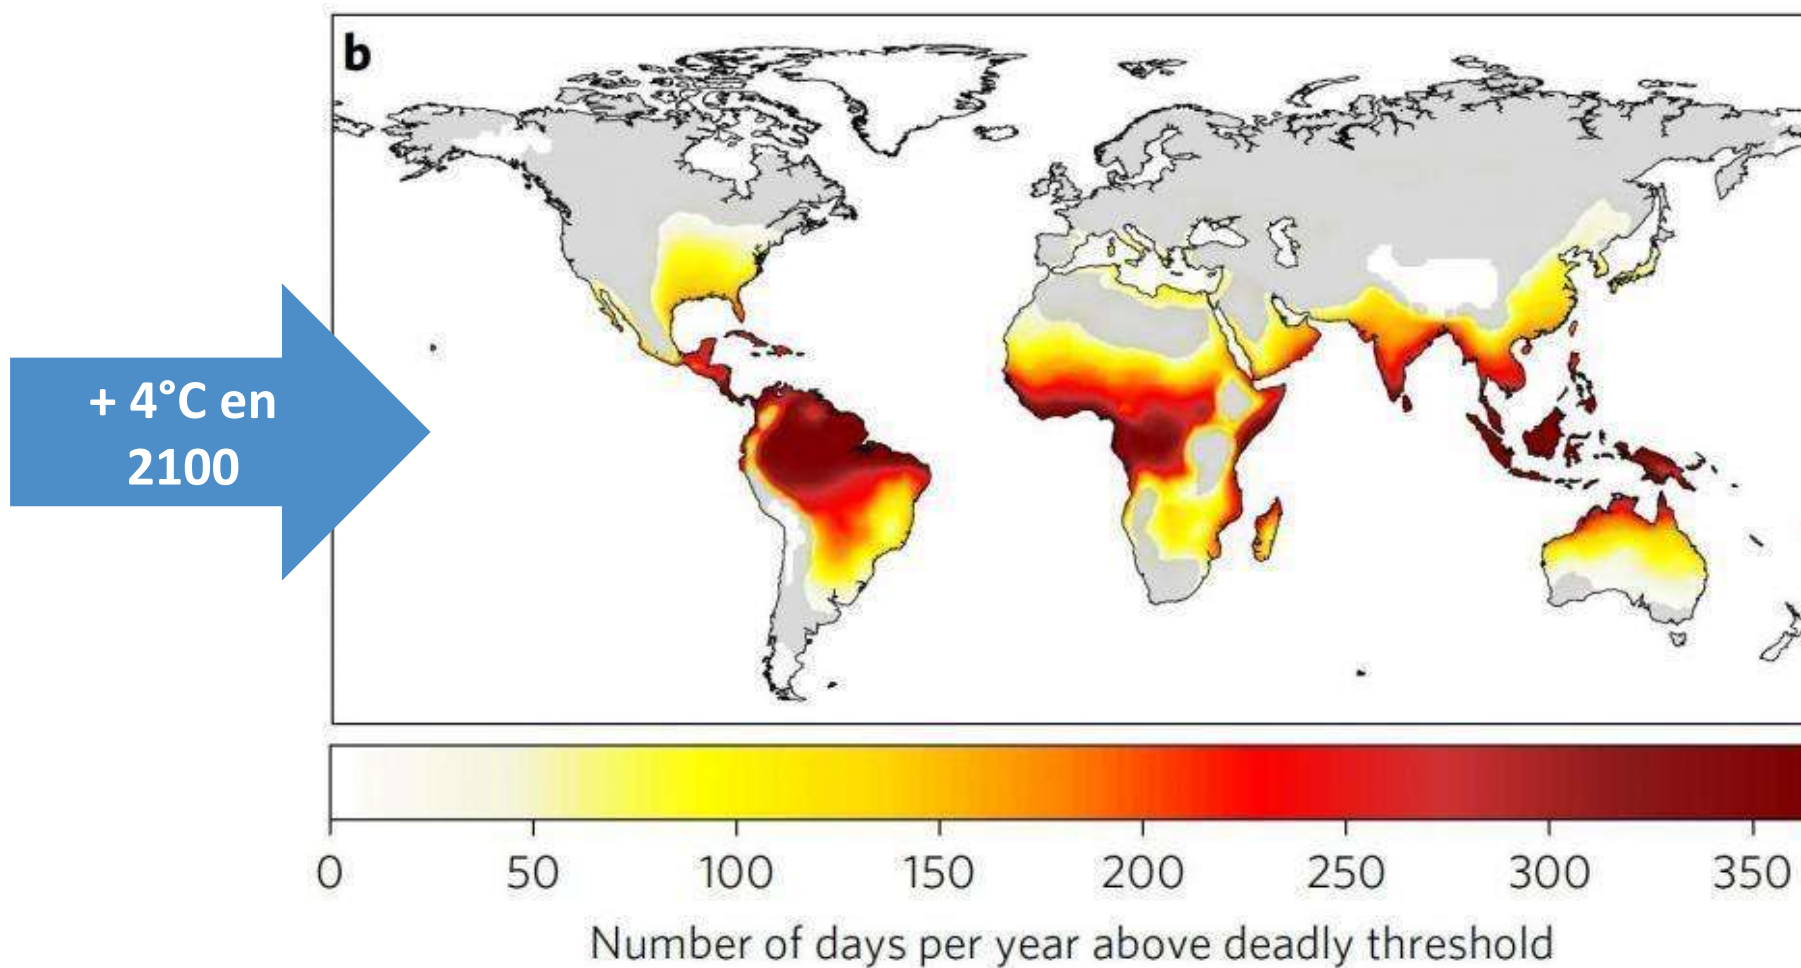 b
+ 4°C en
2100
0 50 100 150 200 250 300 350
Number of days per year above deadly threshold